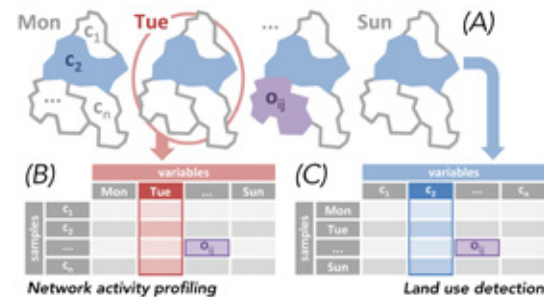 Mon Tue ... Sun (A)
c1
c2
... cn
oij
(B) variables
Mon Tue ... Sun
samples
c1
c2
.... oij
cn
Network activity profiling
(C) variables
c1 c2 .... cn
samples
Mon
Tue
... oij
Sun
Land use detection